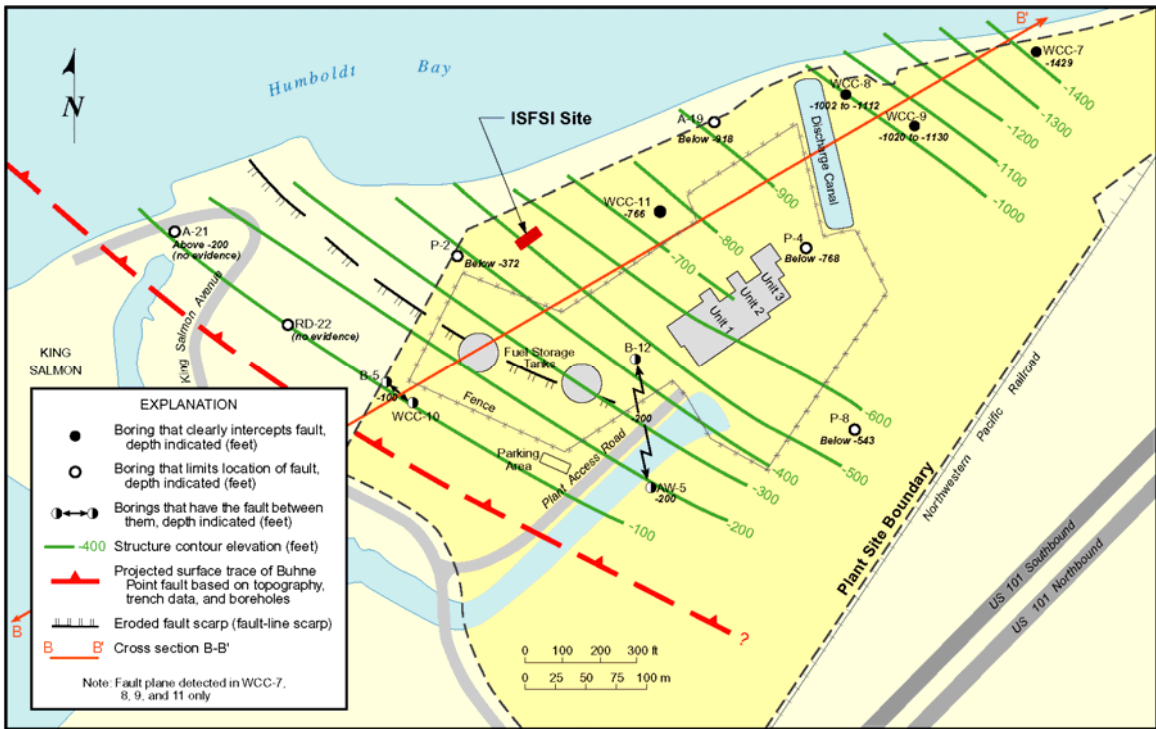 Humboldt Bay
N
ISFSI Site
B'
WCC-7
-1429
WCC-8
-1002 to -1112
WCC-9
-1020 to -1130
A-19
Below -918
Discharge Canal
-1400
-1300
-1200
-1100
-1000
-900
-800
-700
-600
-500
-400
-300
-200
-100
WCC-11
-766
P-4
Below -768
P-2
Below -372
A-21
Above -200
(no evidence)
RD-22
(no evidence)
King Salmon Avenue
KING
SALMON
Unit 1
Unit 2
Unit 3
Fuel Storage
Tanks
B-12
-200
AW-5
-200
B-5
-100
WCC-10
Fence
Parking
Area
Plant Access Road
P-8
Below -543
Plant Site Boundary
Northwestern Pacific Railroad
US 101 Southbound
US 101 Northbound
?
B
EXPLANATION
Boring that clearly intercepts fault,
depth indicated (feet)
Boring that limits location of fault,
depth indicated (feet)
Borings that have the fault between
them, depth indicated (feet)
-400 Structure contour elevation (feet)
Projected surface trace of Buhne
Point fault based on topography,
trench data, and boreholes
Eroded fault scarp (fault-line scarp)
B B' Cross section B-B'
Note: Fault plane detected in WCC-7,
8, 9, and 11 only
0 100 200 300 ft
0 25 50 75 100 m